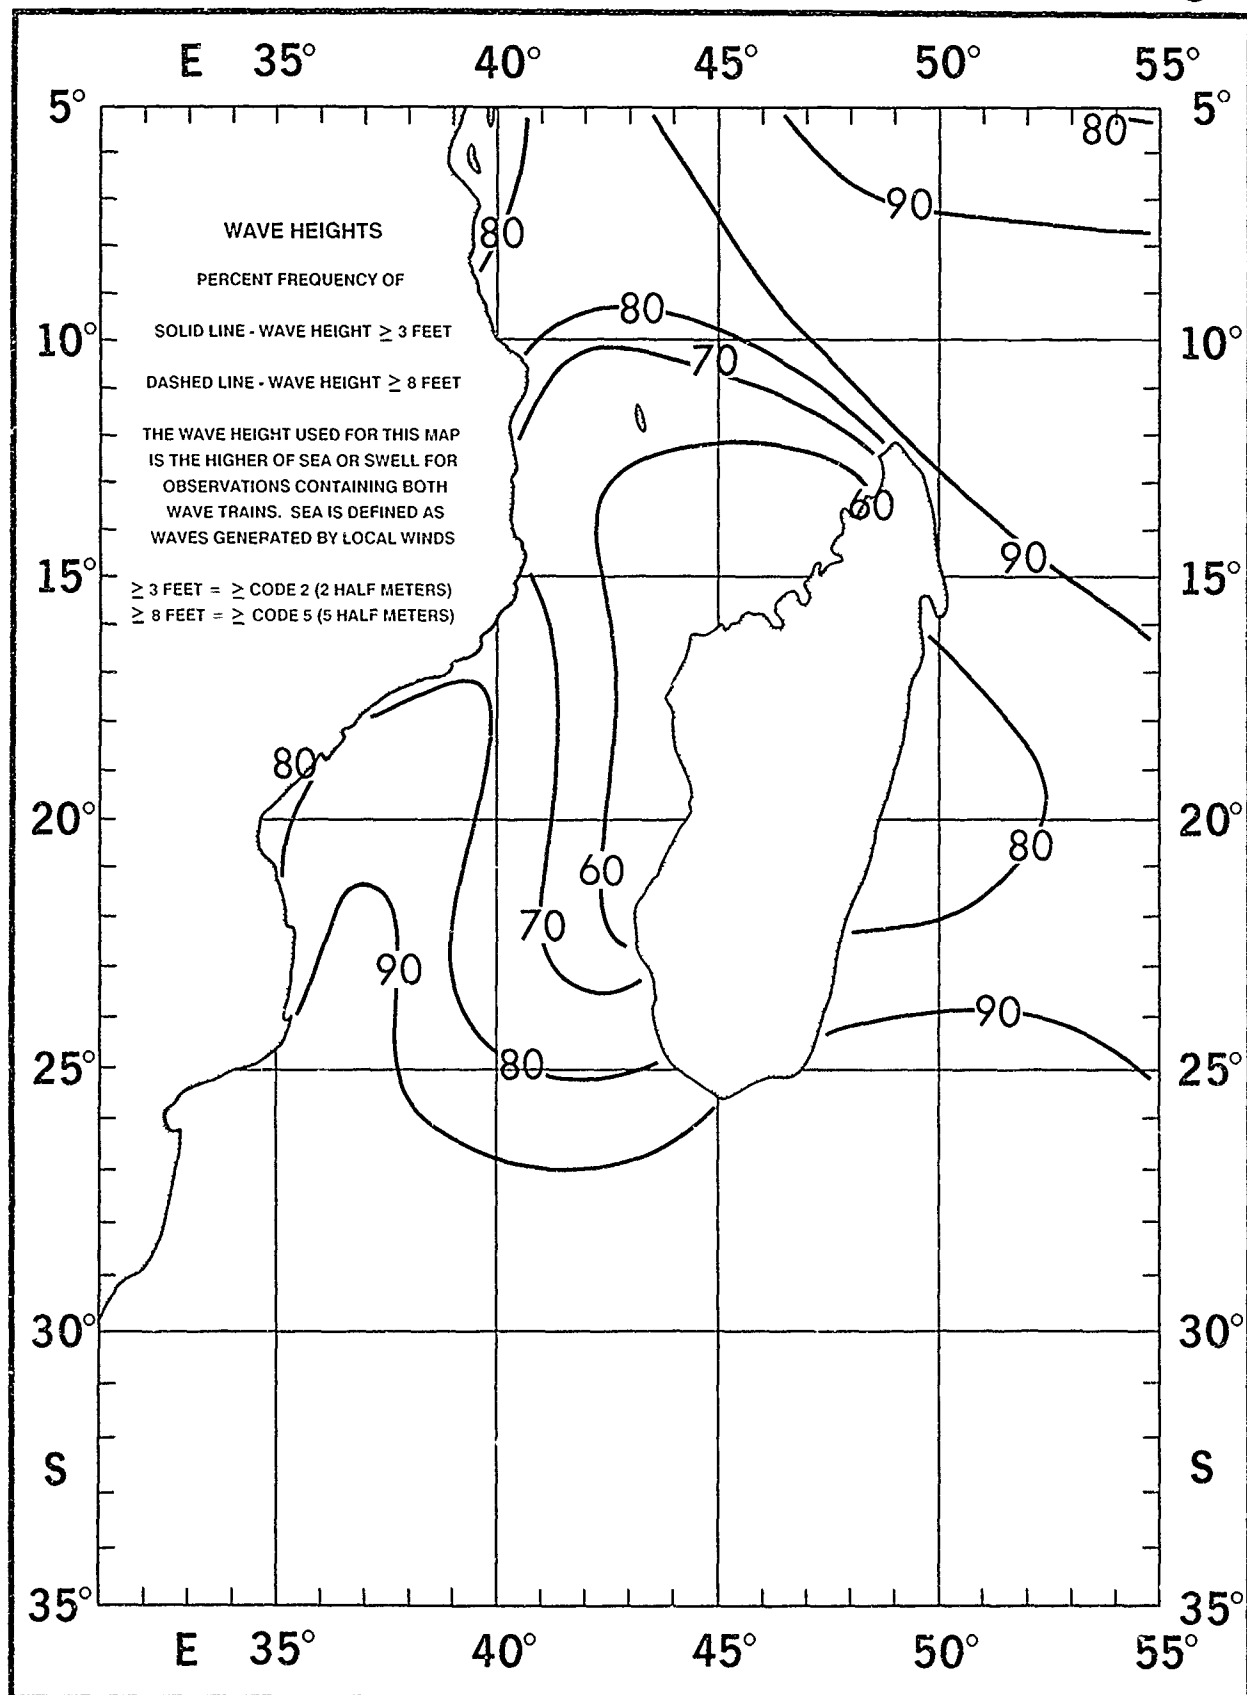 E 35° 40° 45° 50° 55°
5° 5°
80
90
WAVE HEIGHTS
80
PERCENT FREQUENCY OF
80
SOLID LINE - WAVE HEIGHT ≥ 3 FEET
10° 10°
70
DASHED LINE - WAVE HEIGHT ≥ 8 FEET
THE WAVE HEIGHT USED FOR THIS MAP
IS THE HIGHER OF SEA OR SWELL FOR
OBSERVATIONS CONTAINING BOTH
WAVE TRAINS. SEA IS DEFINED AS
WAVES GENERATED BY LOCAL WINDS
60
90
15° 15°
≥ 3 FEET = ≥ CODE 2 (2 HALF METERS)
≥ 8 FEET = ≥ CODE 5 (5 HALF METERS)
80
20° 20°
80
60
70
90
90
80
25° 25°
30° 30°
S S
35° 35°
E 35° 40° 45° 50° 55°